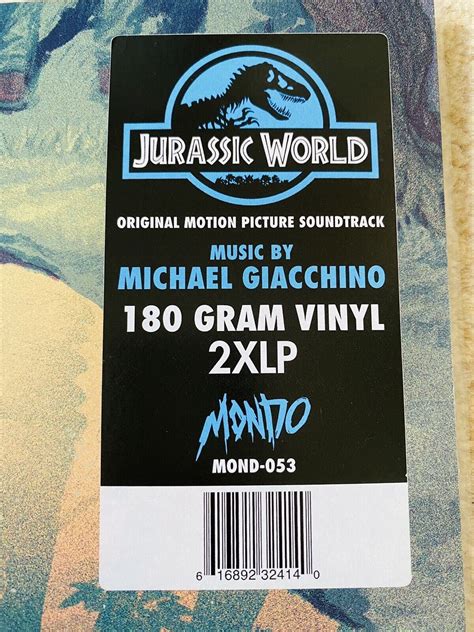 JURASSIC WORLD
ORIGINAL MOTION PICTURE SOUNDTRACK
MUSIC BY
MICHAEL GIACCHINO
180 GRAM VINYL
2XLP
MONDO
MOND-053
6 16892 32414 0